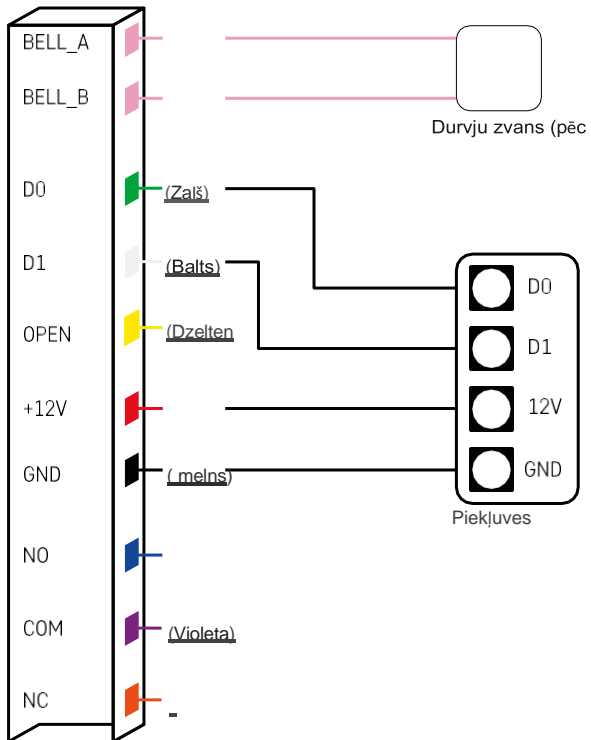 BELL_A
BELL_B
Durvju zvans (pēc
D0 (Zaļš)
D1 (Balts)
OPEN (Dzelten
+12V
GND ( melns)
NO
COM (Violeta)
NC -
D0
D1
12V
GND
Piekļuves